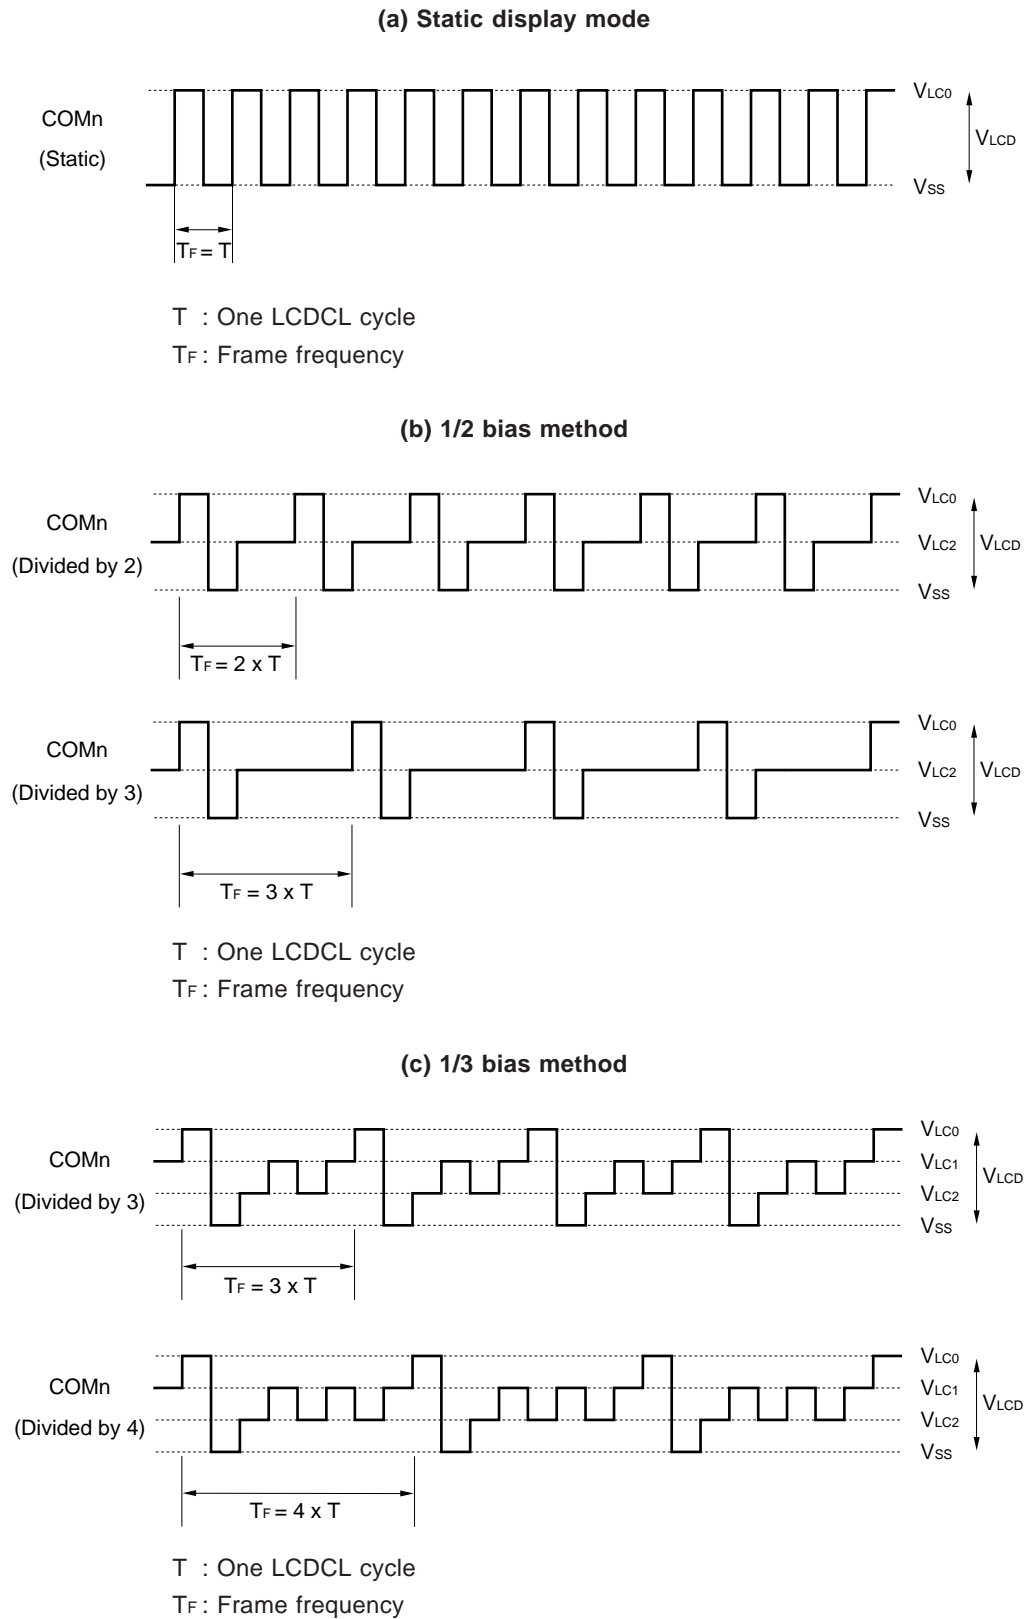 (a) Static display mode
COMn
(Static)
VLC0
VLCD
VSS
TF = T
T : One LCDCL cycle
TF : Frame frequency
(b) 1/2 bias method
COMn
(Divided by 2)
VLC0
VLC2
VLCD
VSS
TF = 2 x T
COMn
(Divided by 3)
VLC0
VLC2
VLCD
VSS
TF = 3 x T
T : One LCDCL cycle
TF : Frame frequency
(c) 1/3 bias method
COMn
(Divided by 3)
VLC0
VLC1
VLCD
VLC2
VSS
TF = 3 x T
COMn
(Divided by 4)
VLC0
VLC1
VLCD
VLC2
VSS
TF = 4 x T
T : One LCDCL cycle
TF : Frame frequency